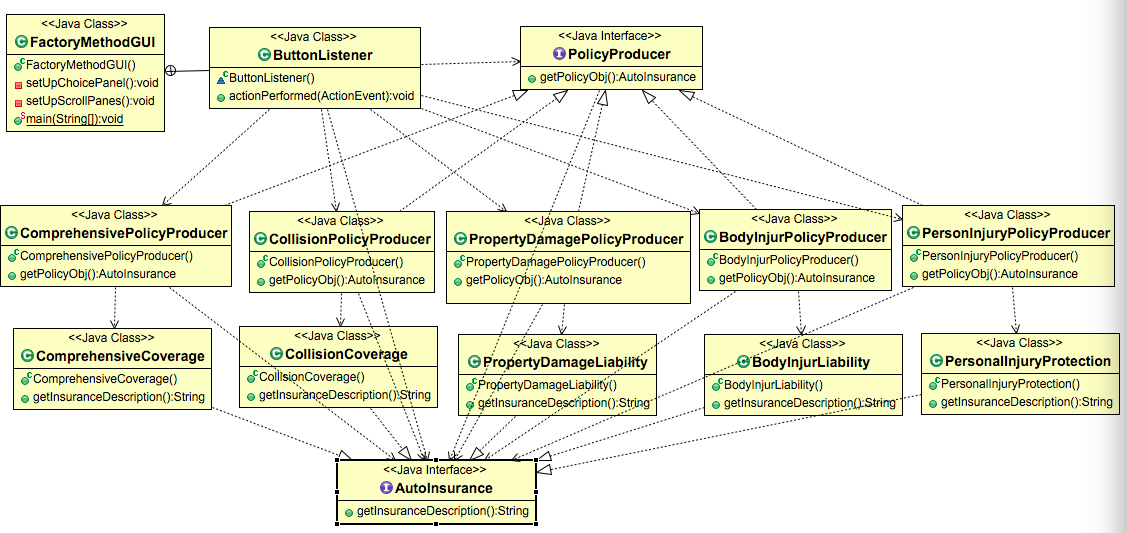 <<Java Class>>
FactoryMethodGUI
FactoryMethodGUI()
setUpChoicePanel():void
setUpScrollPanes():void
main(String[]):void
<<Java Class>>
ButtonListener
ButtonListener()
actionPerformed(ActionEvent):void
<<Java Interface>>
PolicyProducer
getPolicyObj():AutoInsurance
<<Java Class>>
ComprehensivePolicyProducer
ComprehensivePolicyProducer()
getPolicyObj():AutoInsurance
<<Java Class>>
CollisionPolicyProducer
CollisionPolicyProducer()
getPolicyObj():AutoInsurance
<<Java Class>>
PropertyDamagePolicyProducer
PropertyDamagePolicyProducer()
getPolicyObj():AutoInsurance
<<Java Class>>
BodyInjurPolicyProducer
BodyInjurPolicyProducer()
getPolicyObj():AutoInsurance
<<Java Class>>
PersonInjuryPolicyProducer
PersonInjuryPolicyProducer()
getPolicyObj():AutoInsurance
<<Java Class>>
ComprehensiveCoverage
ComprehensiveCoverage()
getInsuranceDescription():String
<<Java Class>>
CollisionCoverage
CollisionCoverage()
getInsuranceDescription():String
<<Java Class>>
PropertyDamageLiability
PropertyDamageLiability()
getInsuranceDescription():String
<<Java Class>>
BodyInjurLiability
BodyInjurLiability()
getInsuranceDescription():String
<<Java Class>>
PersonalInjuryProtection
PersonalInjuryProtection()
getInsuranceDescription():String
<<Java Interface>>
AutoInsurance
getInsuranceDescription():String